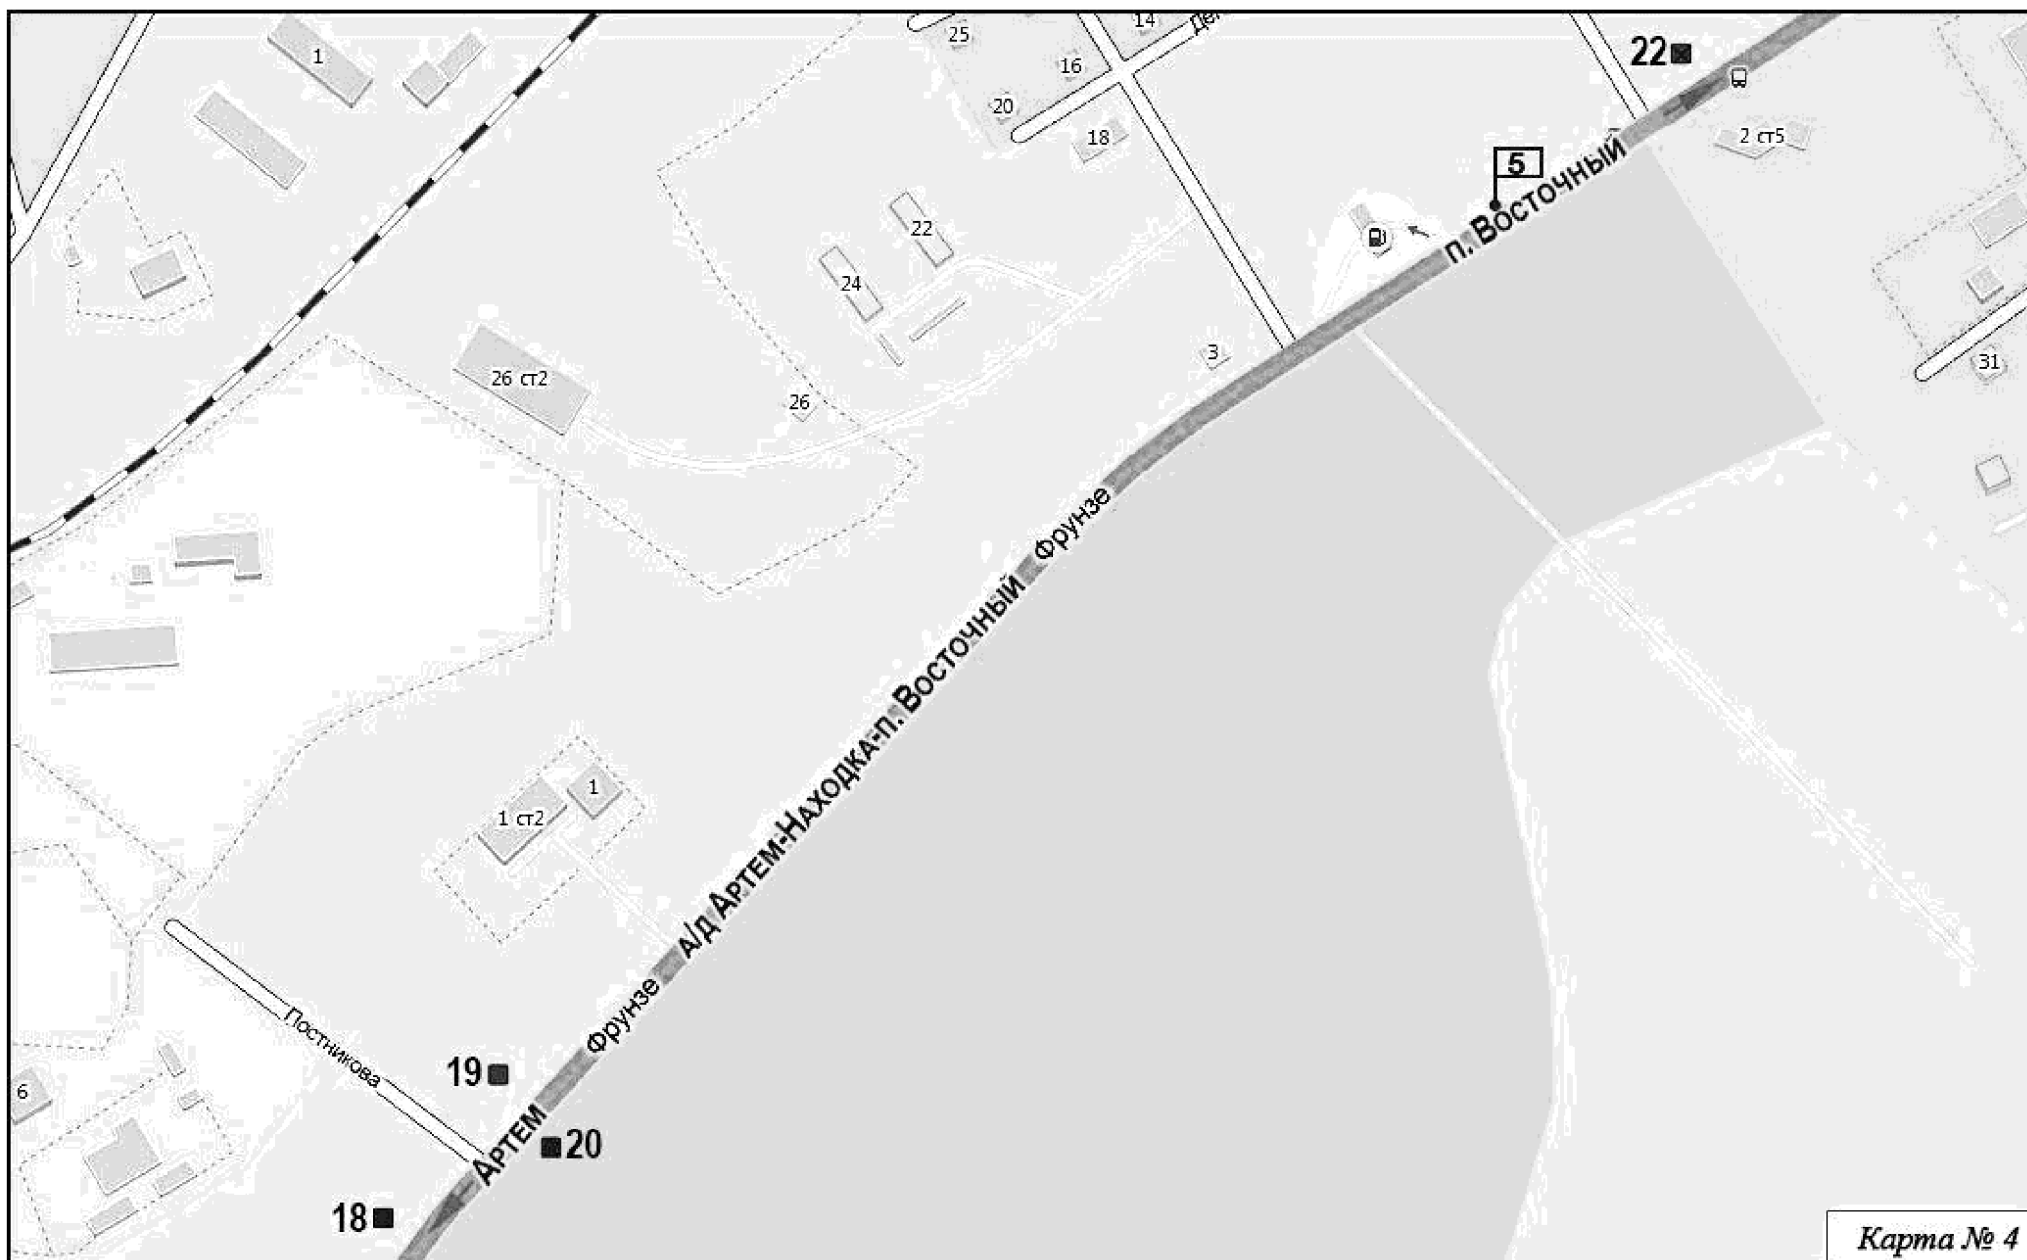 1
25
14
16
20
18
22
2 ст5
5
п. Восточный
22
24
3
26 ст2
26
31
Фрунзе
а/д Артем-Находка-п. Восточный
1
1 ст2
Фрунзе
Постникова
6
19
Артем
20
18
Карта № 4